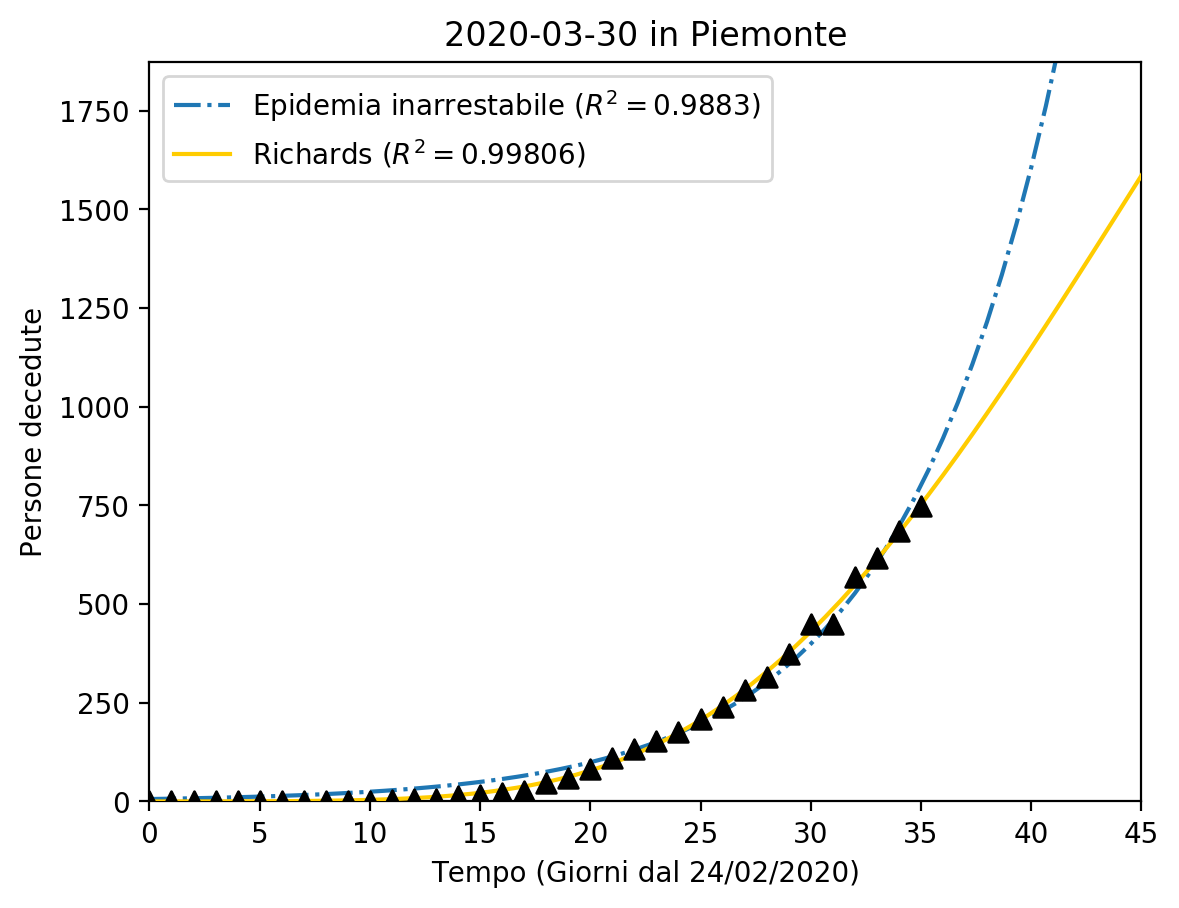 2020-03-30 in Piemonte
Epidemia inarrestabile (R² = 0.9883)
Richards (R² = 0.99806)
Persone decedute
1750
1500
1250
1000
750
500
250
0
0 5 10 15 20 25 30 35 40 45
Tempo (Giorni dal 24/02/2020)